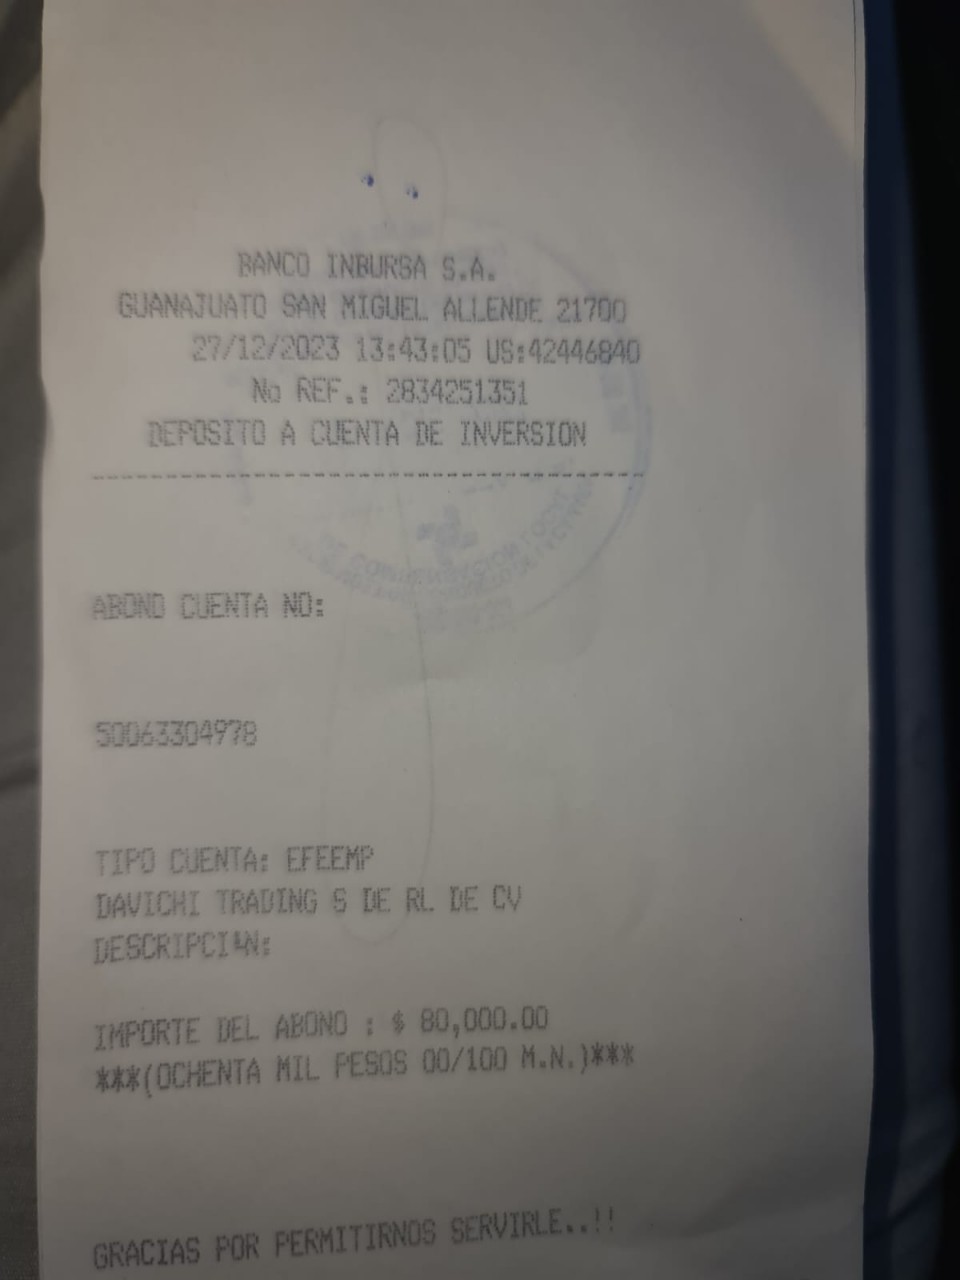 BANCO INBURSA S.A.
GUANAJUATO SAN MIGUEL ALLENDE 21700
27/12/2023 13:43:05 US:42446840
No REF.: 2834251351
DEPOSITO A CUENTA DE INVERSION
ABONO CUENTA NO:
50063304978
TIPO CUENTA: EFEEMP
DAVICHI TRADING S DE RL DE CV
DESCRIPCI╚N:
IMPORTE DEL ABONO : $ 80,000.00
***(OCHENTA MIL PESOS 00/100 M.N.)***
GRACIAS POR PERMITIRNOS SERVIRLE..!!